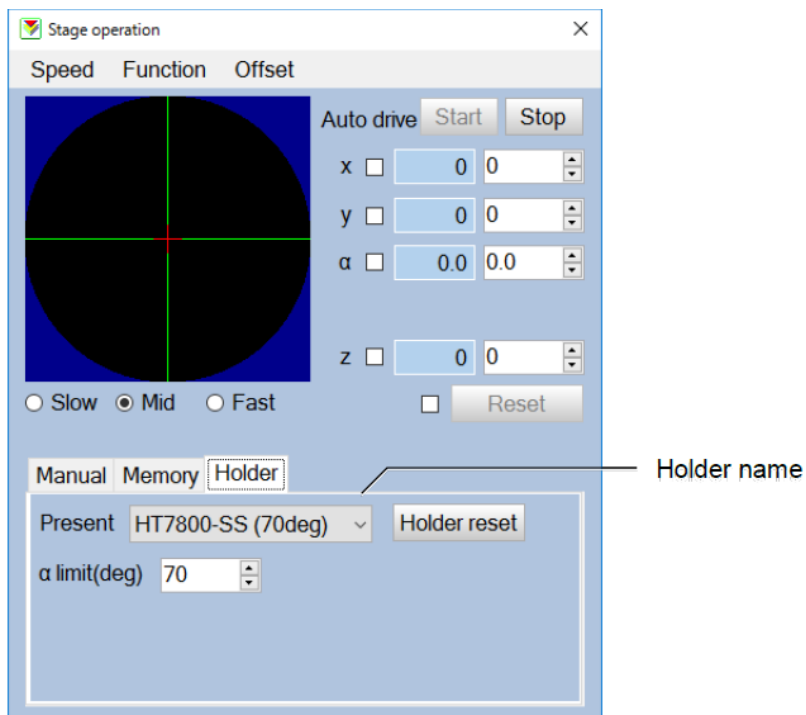 Stage operation
Speed Function Offset
Auto drive Start Stop
x 0 0
y 0 0
α 0.0 0.0
z 0 0
Slow Mid Fast Reset
Manual Memory Holder
Holder name
Present HT7800-SS (70deg) Holder reset
α limit(deg) 70